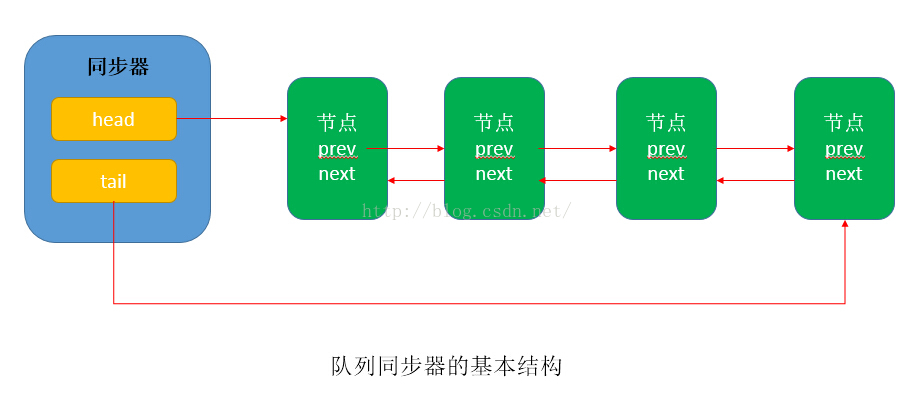 同步器
head
tail
节点
prev
next
节点
prev
next
节点
prev
next
节点
prev
next
http://blog.csdn.net/
队列同步器的基本结构